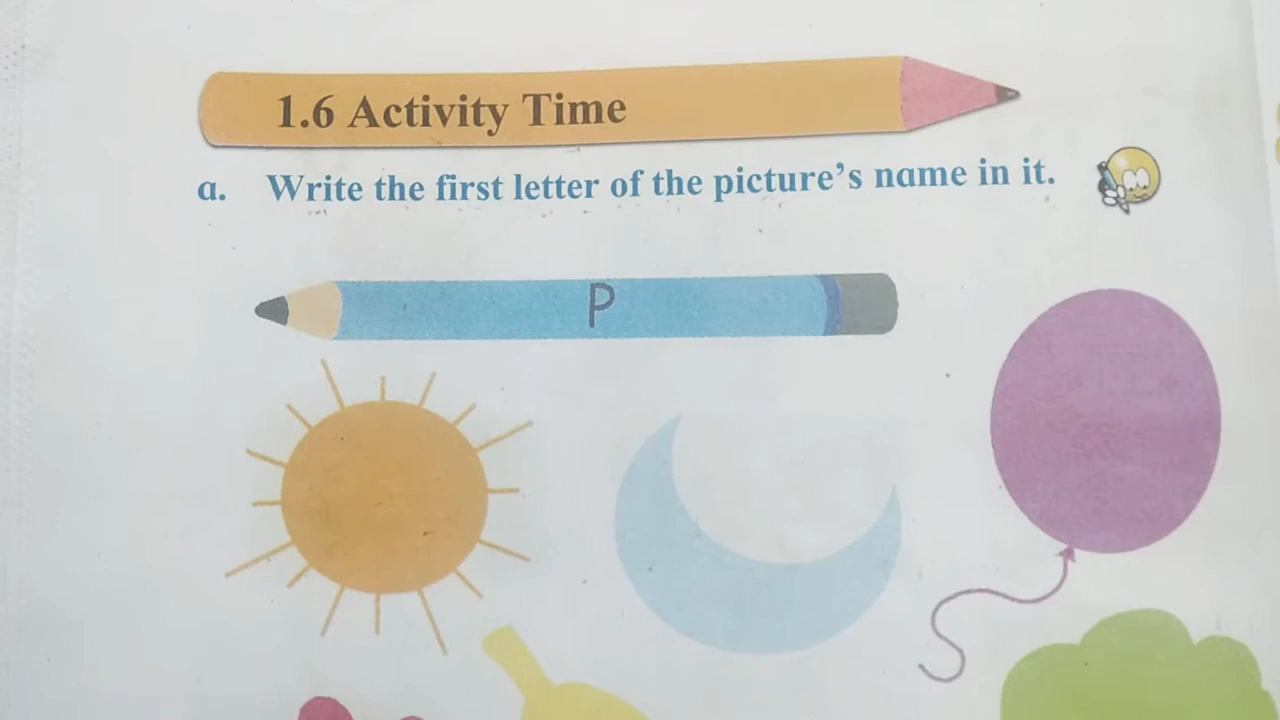 1.6 Activity Time
a. Write the first letter of the picture's name in it.
P